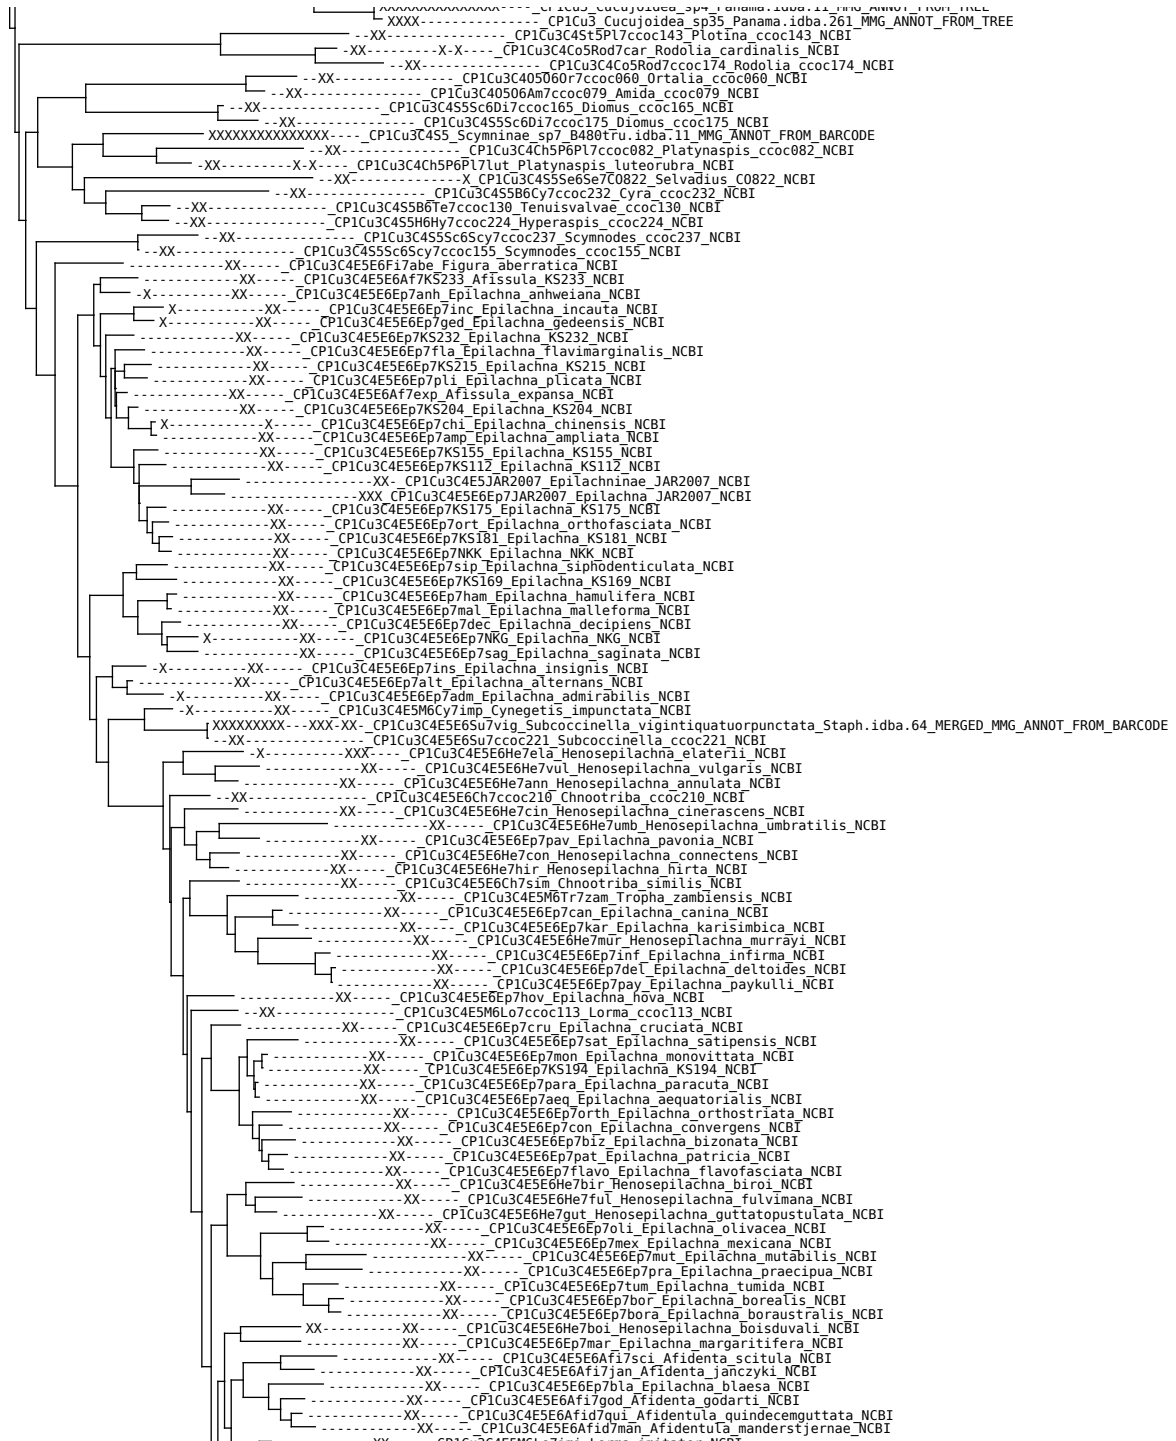 XXXX------------_CP1Cu3_Cucujoidea_sp35_Panama.idba.261_MMG_ANNOT_FROM_TREE
--XX---------------_CP1Cu3C4St5Pl7ccoc143_Plotina_ccoc143_NCBI
-XX---------X-X----_CP1Cu3C4Co5Rod7car_Rodolia_cardinalis_NCBI
--XX---------------_CP1Cu3C4Co5Rod7ccoc174_Rodolia_ccoc174_NCBI
--XX---------------_CP1Cu3C4O5O6Or7ccoc060_Ortalia_ccoc060_NCBI
--XX---------------_CP1Cu3C4O5O6Am7ccoc079_Amida_ccoc079_NCBI
--XX---------------_CP1Cu3C4S5Sc6Di7ccoc165_Diomus_ccoc165_NCBI
--XX---------------_CP1Cu3C4S5Sc6Di7ccoc175_Diomus_ccoc175_NCBI
XXXXXXXXXXXXXXX----_CP1Cu3C4S5_Scymninae_sp7_B480tru.idba.11_MMG_ANNOT_FROM_BARCODE
--XX---------------_CP1Cu3C4Ch5P6Pl7ccoc082_Platynaspis_ccoc082_NCBI
-XX---------X-X----_CP1Cu3C4Ch5P6Pl7lut_Platynaspis_luteorubra_NCBI
--XX--------------X_CP1Cu3C4S5Se6Se7CO822_Selvadius_CO822_NCBI
--XX---------------_CP1Cu3C4S5B6Cy7ccoc232_Cyra_ccoc232_NCBI
--XX---------------_CP1Cu3C4S5B6Te7ccoc130_Tenuisvalvae_ccoc130_NCBI
--XX---------------_CP1Cu3C4S5H6Hy7ccoc224_Hyperaspis_ccoc224_NCBI
--XX---------------_CP1Cu3C4S5Sc6Scy7ccoc237_Scymnodes_ccoc237_NCBI
--XX---------------_CP1Cu3C4S5Sc6Scy7ccoc155_Scymnodes_ccoc155_NCBI
------------XX-----_CP1Cu3C4E5E6Fi7abe_Figura_aberratica_NCBI
------------XX-----_CP1Cu3C4E5E6Af7KS233_Afissula_KS233_NCBI
-X----------XX-----_CP1Cu3C4E5E6Ep7anh_Epilachna_anhweiana_NCBI
X-----------XX-----_CP1Cu3C4E5E6Ep7inc_Epilachna_incauta_NCBI
X-----------XX-----_CP1Cu3C4E5E6Ep7ged_Epilachna_gedeensis_NCBI
------------XX-----_CP1Cu3C4E5E6Ep7KS232_Epilachna_KS232_NCBI
------------XX-----_CP1Cu3C4E5E6Ep7fla_Epilachna_flavimarginalis_NCBI
------------XX-----_CP1Cu3C4E5E6Ep7KS215_Epilachna_KS215_NCBI
------------XX-----_CP1Cu3C4E5E6Ep7pli_Epilachna_plicata_NCBI
------------XX-----_CP1Cu3C4E5E6Af7exp_Afissula_expansa_NCBI
------------XX-----_CP1Cu3C4E5E6Ep7KS204_Epilachna_KS204_NCBI
X------------X-----_CP1Cu3C4E5E6Ep7chi_Epilachna_chinensis_NCBI
------------XX-----_CP1Cu3C4E5E6Ep7amp_Epilachna_ampliata_NCBI
------------XX-----_CP1Cu3C4E5E6Ep7KS155_Epilachna_KS155_NCBI
------------XX-----_CP1Cu3C4E5E6Ep7KS112_Epilachna_KS112_NCBI
----------------XX-_CP1Cu3C4E5JAR2007_Epilachninae_JAR2007_NCBI
----------------XXX_CP1Cu3C4E5E6Ep7JAR2007_Epilachna_JAR2007_NCBI
------------XX-----_CP1Cu3C4E5E6Ep7KS175_Epilachna_KS175_NCBI
------------XX-----_CP1Cu3C4E5E6Ep7ort_Epilachna_orthofasciata_NCBI
------------XX-----_CP1Cu3C4E5E6Ep7KS181_Epilachna_KS181_NCBI
------------XX-----_CP1Cu3C4E5E6Ep7NKK_Epilachna_NKK_NCBI
------------XX-----_CP1Cu3C4E5E6Ep7sip_Epilachna_siphodenticulata_NCBI
------------XX-----_CP1Cu3C4E5E6Ep7KS169_Epilachna_KS169_NCBI
------------XX-----_CP1Cu3C4E5E6Ep7ham_Epilachna_hamulifera_NCBI
------------XX-----_CP1Cu3C4E5E6Ep7mal_Epilachna_malleforma_NCBI
------------XX-----_CP1Cu3C4E5E6Ep7dec_Epilachna_decipiens_NCBI
X-----------XX-----_CP1Cu3C4E5E6Ep7NKG_Epilachna_NKG_NCBI
------------XX-----_CP1Cu3C4E5E6Ep7sag_Epilachna_saginata_NCBI
-X----------XX-----_CP1Cu3C4E5E6Ep7ins_Epilachna_insignis_NCBI
------------XX-----_CP1Cu3C4E5E6Ep7alt_Epilachna_alternans_NCBI
-X----------XX-----_CP1Cu3C4E5E6Ep7adm_Epilachna_admirabilis_NCBI
-X----------XX-----_CP1Cu3C4E5M6Cy7imp_Cynegetis_impunctata_NCBI
XXXXXXXXX---XXX-XX-_CP1Cu3C4E5E6Su7vig_Subcoccinella_vigintiquatuorpunctata_Staph.idba.64_MERGED_MMG_ANNOT_FROM_BARCODE
--XX---------------_CP1Cu3C4E5E6Su7ccoc221_Subcoccinella_ccoc221_NCBI
-X----------XXX----_CP1Cu3C4E5E6He7ela_Henosepilachna_elaterii_NCBI
------------XX-----_CP1Cu3C4E5E6He7vul_Henosepilachna_vulgaris_NCBI
------------XX-----_CP1Cu3C4E5E6He7ann_Henosepilachna_annulata_NCBI
--XX---------------_CP1Cu3C4E5E6Ch7ccoc210_Chnootriba_ccoc210_NCBI
------------XX-----_CP1Cu3C4E5E6He7cin_Henosepilachna_cinerascens_NCBI
------------XX-----_CP1Cu3C4E5E6He7umb_Henosepilachna_umbratilis_NCBI
------------XX-----_CP1Cu3C4E5E6Ep7pav_Epilachna_pavonia_NCBI
------------XX-----_CP1Cu3C4E5E6He7con_Henosepilachna_connectens_NCBI
------------XX-----_CP1Cu3C4E5E6He7hir_Henosepilachna_hirta_NCBI
------------XX-----_CP1Cu3C4E5E6Ch7sim_Chnootriba_similis_NCBI
------------XX-----_CP1Cu3C4E5M6Tr7zam_Tropha_zambiensis_NCBI
------------XX-----_CP1Cu3C4E5E6Ep7can_Epilachna_canina_NCBI
------------XX-----_CP1Cu3C4E5E6Ep7kar_Epilachna_karisimbica_NCBI
------------XX-----_CP1Cu3C4E5E6He7mur_Henosepilachna_murrayi_NCBI
------------XX-----_CP1Cu3C4E5E6Ep7inf_Epilachna_infirma_NCBI
------------XX-----_CP1Cu3C4E5E6Ep7del_Epilachna_deltoides_NCBI
------------XX-----_CP1Cu3C4E5E6Ep7pay_Epilachna_paykulli_NCBI
------------XX-----_CP1Cu3C4E5E6Ep7hov_Epilachna_hova_NCBI
--XX---------------_CP1Cu3C4E5M6Lo7ccoc113_Lorma_ccoc113_NCBI
------------XX-----_CP1Cu3C4E5E6Ep7cru_Epilachna_cruciata_NCBI
------------XX-----_CP1Cu3C4E5E6Ep7sat_Epilachna_satipensis_NCBI
------------XX-----_CP1Cu3C4E5E6Ep7mon_Epilachna_monovittata_NCBI
------------XX-----_CP1Cu3C4E5E6Ep7KS194_Epilachna_KS194_NCBI
------------XX-----_CP1Cu3C4E5E6Ep7para_Epilachna_paracuta_NCBI
------------XX-----_CP1Cu3C4E5E6Ep7aeq_Epilachna_aequatorialis_NCBI
------------XX-----_CP1Cu3C4E5E6Ep7orth_Epilachna_orthostriata_NCBI
------------XX-----_CP1Cu3C4E5E6Ep7con_Epilachna_convergens_NCBI
------------XX-----_CP1Cu3C4E5E6Ep7biz_Epilachna_bizonata_NCBI
------------XX-----_CP1Cu3C4E5E6Ep7pat_Epilachna_patricia_NCBI
------------XX-----_CP1Cu3C4E5E6Ep7flavo_Epilachna_flavofasciata_NCBI
------------XX-----_CP1Cu3C4E5E6He7bir_Henosepilachna_biroi_NCBI
------------XX-----_CP1Cu3C4E5E6He7ful_Henosepilachna_fulvimana_NCBI
------------XX-----_CP1Cu3C4E5E6He7gut_Henosepilachna_guttatopustulata_NCBI
------------XX-----_CP1Cu3C4E5E6Ep7oli_Epilachna_olivacea_NCBI
------------XX-----_CP1Cu3C4E5E6Ep7mex_Epilachna_mexicana_NCBI
------------XX-----_CP1Cu3C4E5E6Ep7mut_Epilachna_mutabilis_NCBI
------------XX-----_CP1Cu3C4E5E6Ep7pra_Epilachna_praecipua_NCBI
------------XX-----_CP1Cu3C4E5E6Ep7tum_Epilachna_tumida_NCBI
------------XX-----_CP1Cu3C4E5E6Ep7bor_Epilachna_borealis_NCBI
------------XX-----_CP1Cu3C4E5E6Ep7bora_Epilachna_boraustralis_NCBI
XX----------XX-----_CP1Cu3C4E5E6He7boi_Henosepilachna_boisduvali_NCBI
------------XX-----_CP1Cu3C4E5E6Ep7mar_Epilachna_margaritifera_NCBI
------------XX-----_CP1Cu3C4E5E6Afi7sci_Afidenta_scitula_NCBI
------------XX-----_CP1Cu3C4E5E6Afi7jan_Afidenta_janczyki_NCBI
------------XX-----_CP1Cu3C4E5E6Ep7bla_Epilachna_blaesa_NCBI
------------XX-----_CP1Cu3C4E5E6Afi7god_Afidenta_godarti_NCBI
------------XX-----_CP1Cu3C4E5E6Afid7qui_Afidentula_quindecemguttata_NCBI
------------XX-----_CP1Cu3C4E5E6Afid7man_Afidentula_manderstjernae_NCBI